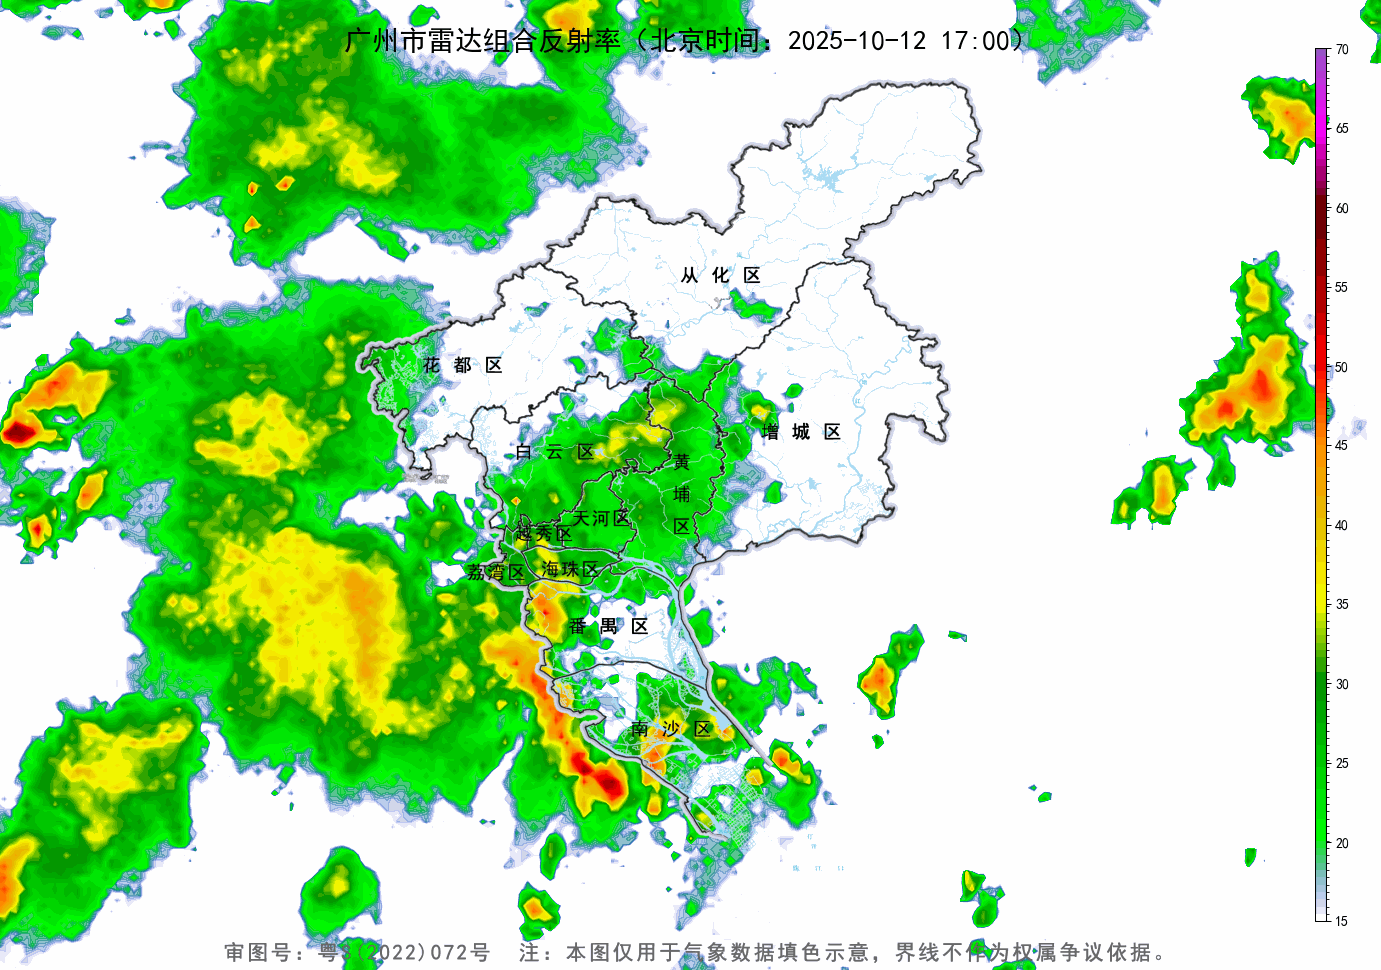 广州市雷达组合反射率（北京时间：2025-10-12 17:00）
70
65
60
55
50
45
40
35
30
25
20
15
从化区
花都区
增城区
白云区
黄埔区
天河区
越秀区
荔湾区
海珠区
番禺区
南沙区
审图号：粤S(2022)072号 注：本图仅用于气象数据填色示意，界线不作为权属争议依据。